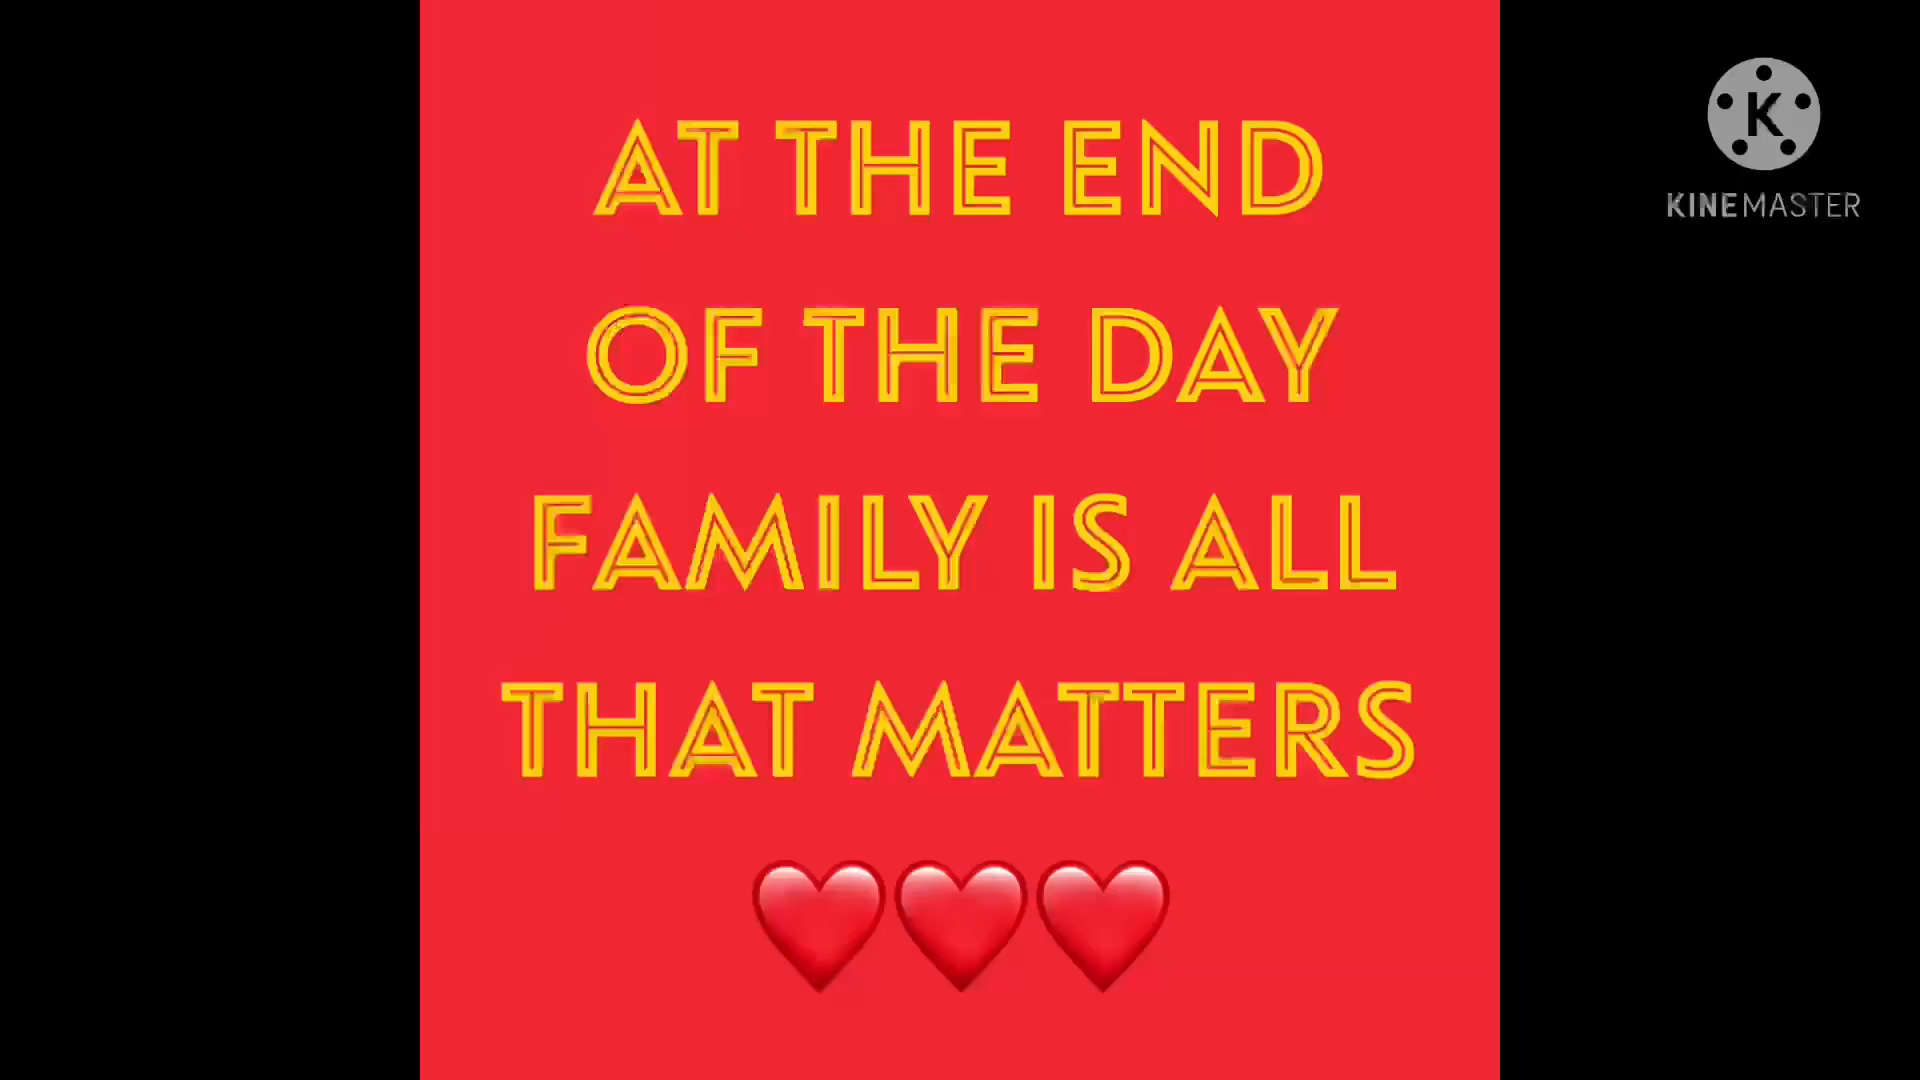 AT THE END
OF THE DAY
FAMILY IS ALL
THAT MATTERS
❤️❤️❤️
K
KINEMASTER